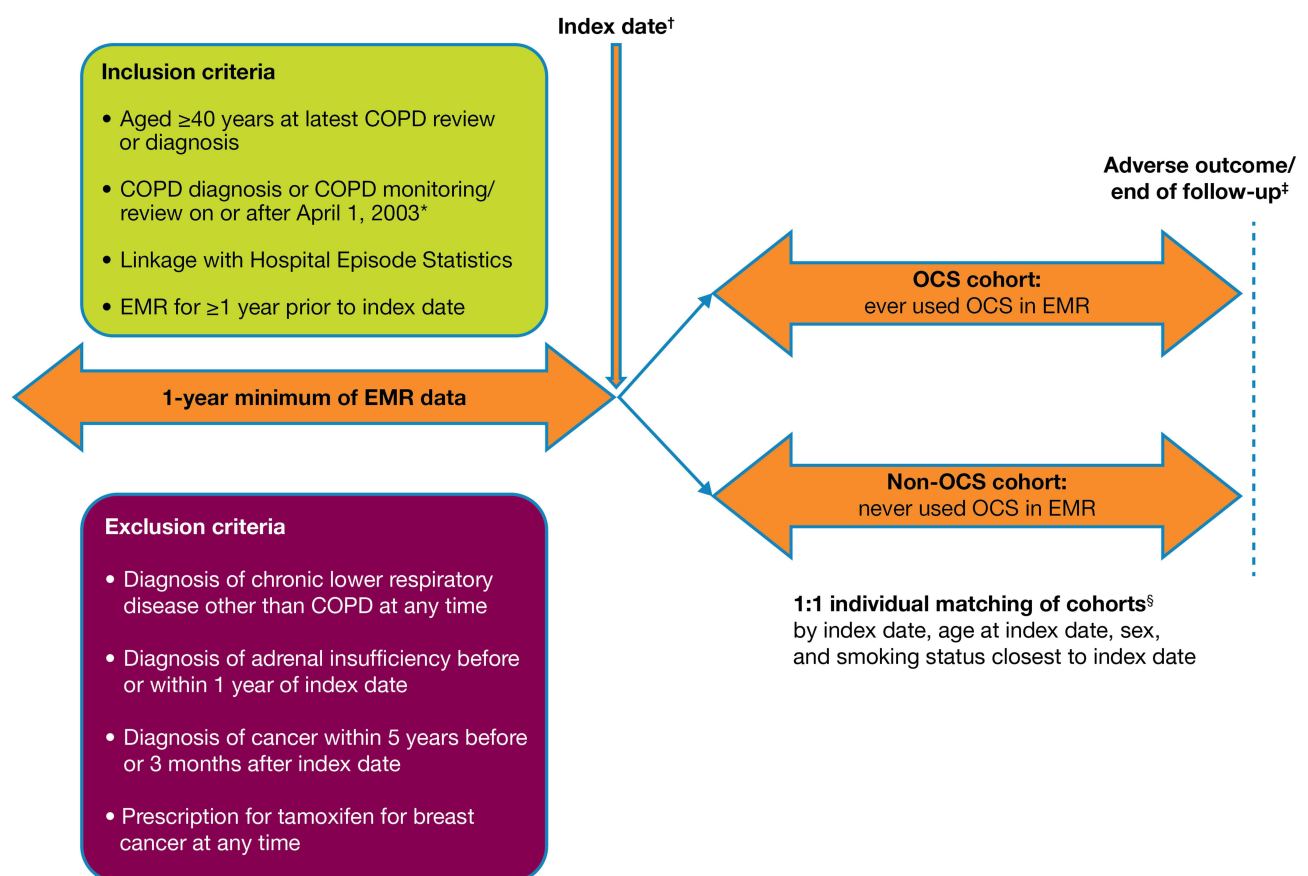 Index date†
Inclusion criteria
• Aged ≥40 years at latest COPD review
or diagnosis
• COPD diagnosis or COPD monitoring/
review on or after April 1, 2003*
• Linkage with Hospital Episode Statistics
• EMR for ≥1 year prior to index date
1-year minimum of EMR data
Exclusion criteria
• Diagnosis of chronic lower respiratory
disease other than COPD at any time
• Diagnosis of adrenal insufficiency before
or within 1 year of index date
• Diagnosis of cancer within 5 years before
or 3 months after index date
• Prescription for tamoxifen for breast
cancer at any time
Adverse outcome/
end of follow-up‡
OCS cohort:
ever used OCS in EMR
Non-OCS cohort:
never used OCS in EMR
1:1 individual matching of cohorts§
by index date, age at index date, sex,
and smoking status closest to index date